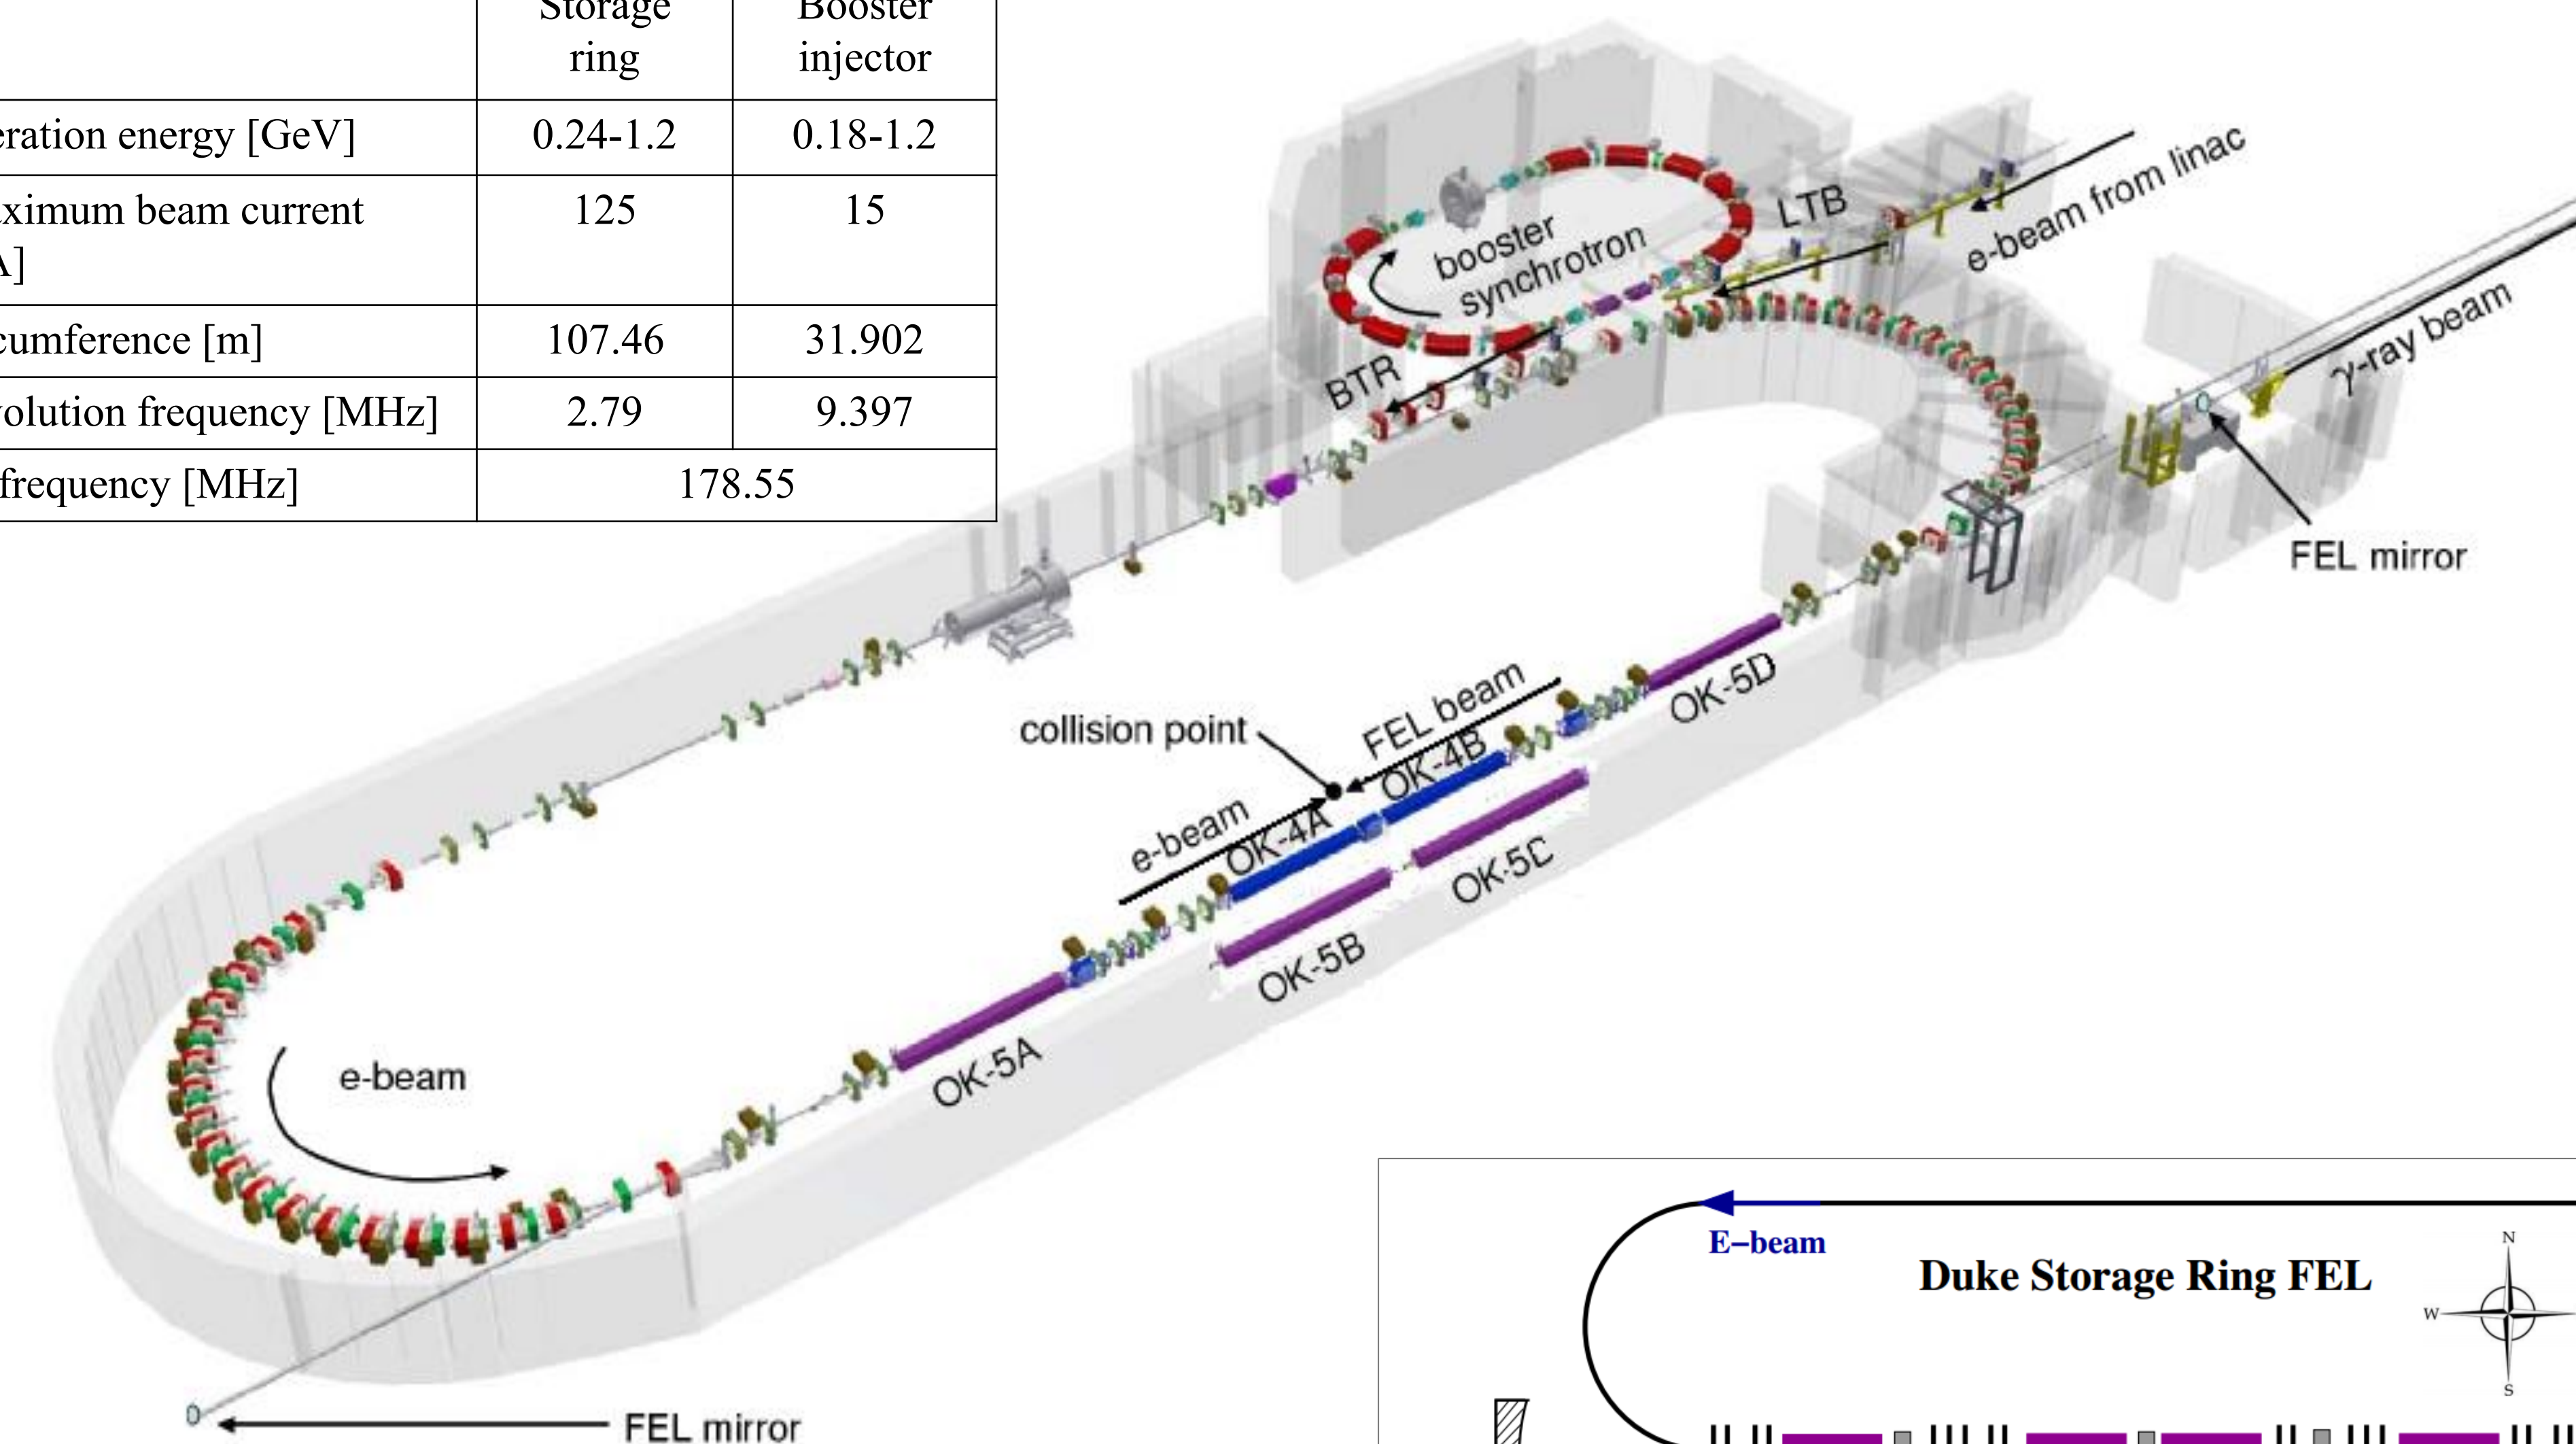 Storage Booster
ring injector
eration energy [GeV] 0.24-1.2 0.18-1.2
ximum beam current 125 15
A]
cumference [m] 107.46 31.902
volution frequency [MHz] 2.79 9.397
frequency [MHz] 178.55
booster
synchrotron
LTB
e-beam from linac
BTR
γ-ray beam
FEL mirror
collision point
FEL beam
OK-4B
OK-5D
e-beam
OK-4A
OK-5C
OK-5B
OK-5A
e-beam
FEL mirror
E–beam
Duke Storage Ring FEL
N
W
S